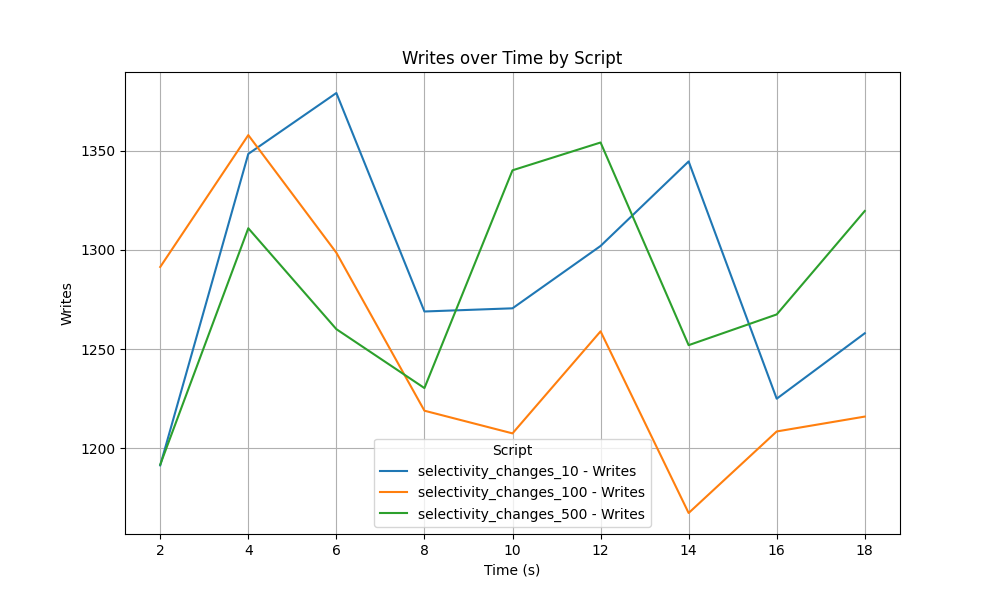 Writes over Time by Script
Writes
1350
1300
1250
1200
2 4 6 8 10 12 14 16 18
Time (s)
Script
selectivity_changes_10 - Writes
selectivity_changes_100 - Writes
selectivity_changes_500 - Writes